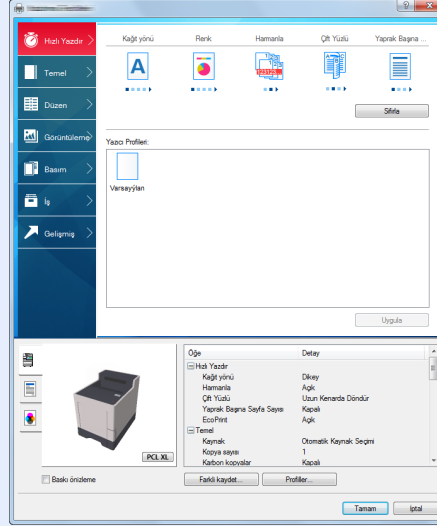 Hızlı Yazdır
Temel
Düzen
Görüntüleme
Basım
İş
Gelişmiş
Kağıt yönü Renk Harmanla Çift Yüzlü Yaprak Başına ...
A
123123
Sıfırla
Yazıcı Profilleri:
Varsayýlan
Uygula
PCL XL
Baskı önizleme
Öğe Detay
Hızlı Yazdır
Kağıt yönü Dikey
Harmanla Açık
Çift Yüzlü Uzun Kenarda Döndür
Yaprak Başına Sayfa Sayısı Kapalı
EcoPrint Açık
Temel
Kaynak Otomatik Kaynak Seçimi
Kopya sayısı 1
Karbon kopyalar Kapalı
Farklı kaydet... Profiller...
Tamam İptal